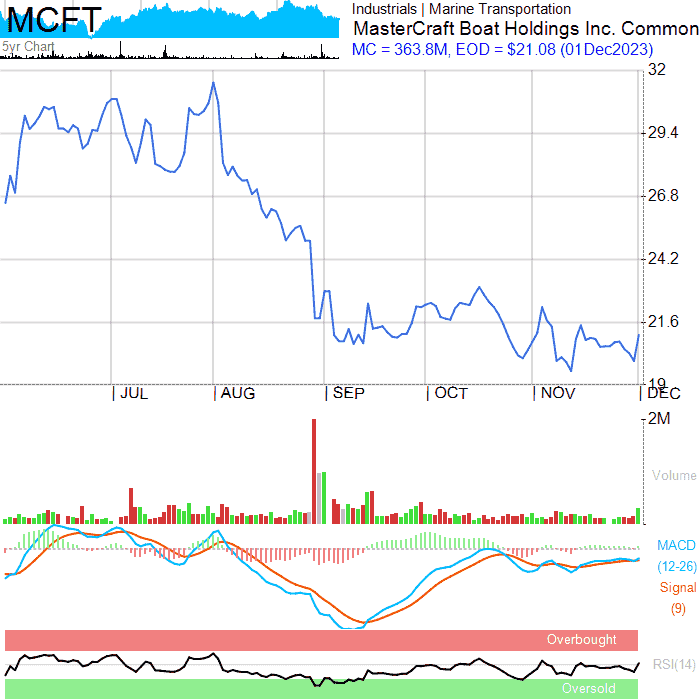 MCFT
5yr Chart
Industrials | Marine Transportation
MasterCraft Boat Holdings Inc. Common
MC = 363.8M, EOD = $21.08 (01Dec2023)
32
29.4
26.8
24.2
21.6
19
JUL
AUG
SEP
OCT
NOV
DEC
2M
Volume
MACD
(12-26)
Signal
(9)
Overbought
RSI(14)
Oversold